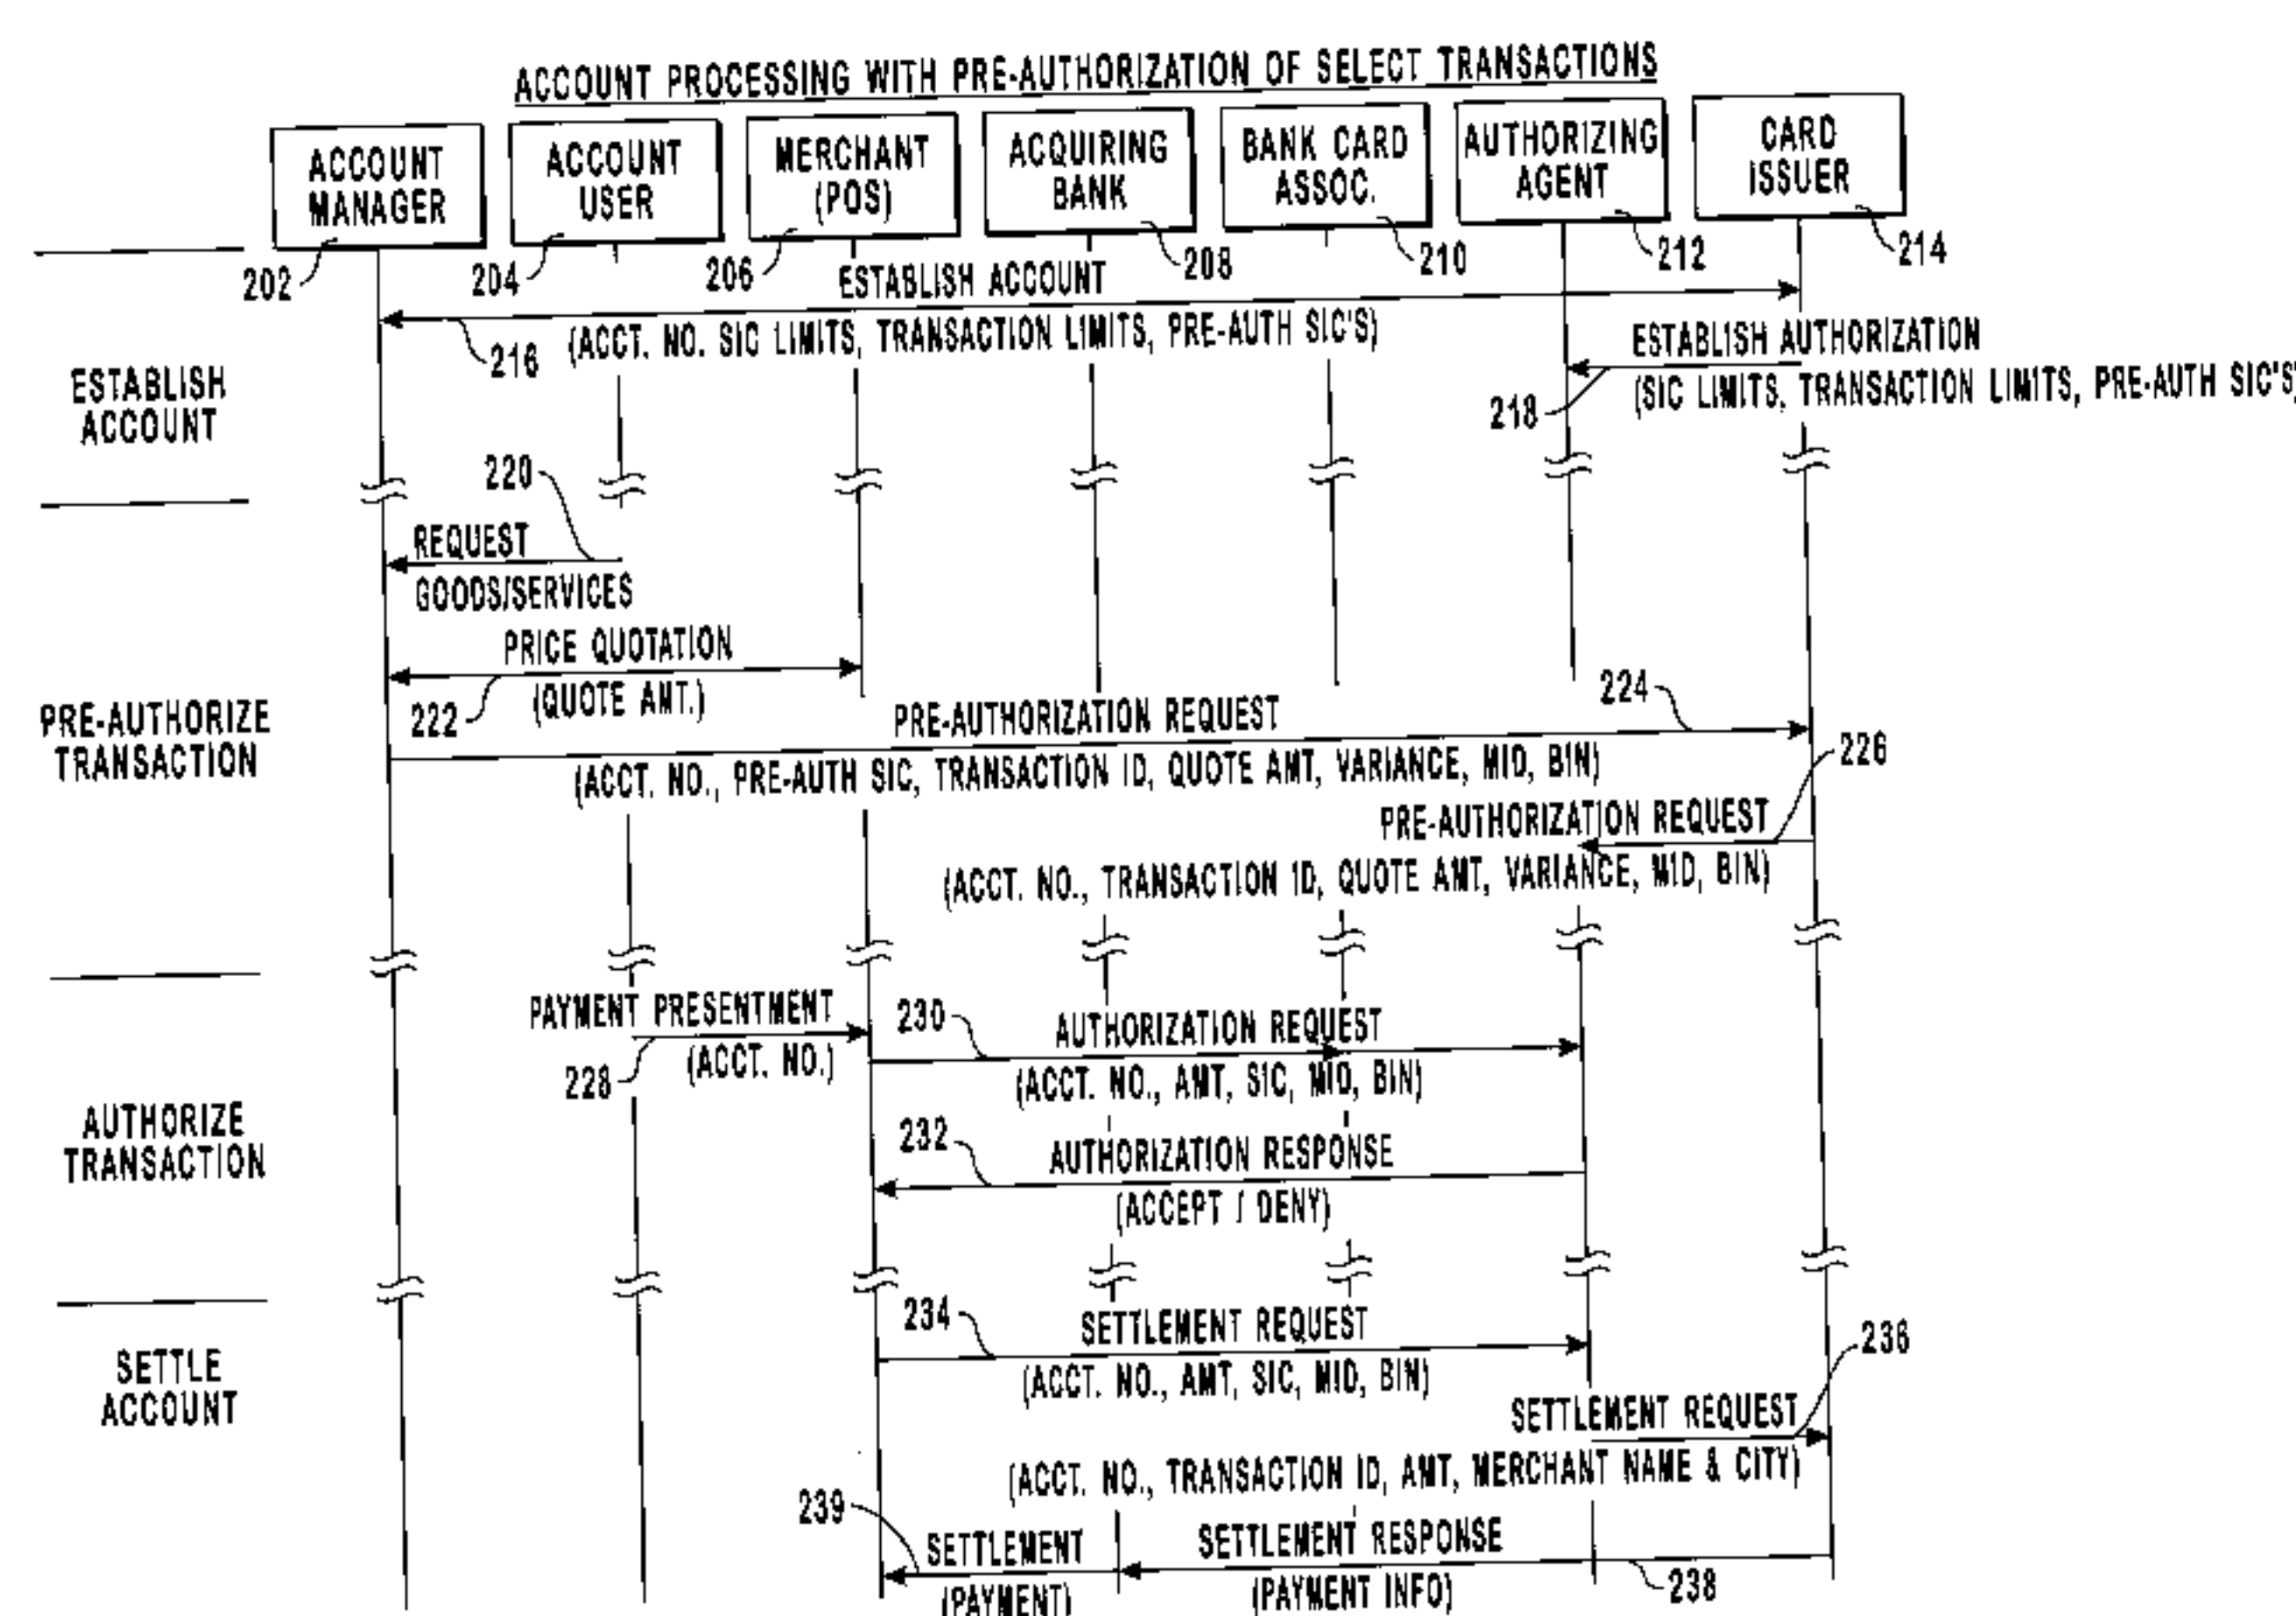 ACCOUNT PROCESSING WITH PRE-AUTHORIZATION OF SELECT TRANSACTIONS
ACCOUNT
MANAGER
ACCOUNT
USER
MERCHANT
(POS)
ACQUIRING
BANK
BANK CARD
ASSOC.
AUTHORIZING
AGENT
CARD
ISSUER
202
204
206
208
210
212
214
ESTABLISH ACCOUNT
(ACCT. NO. SIC LIMITS, TRANSACTION LIMITS, PRE-AUTH SIC'S)
216
ESTABLISH AUTHORIZATION
(SIC LIMITS, TRANSACTION LIMITS, PRE-AUTH SIC'S)
218
ESTABLISH
ACCOUNT
220
REQUEST
GOODS/SERVICES
PRICE QUOTATION
(QUOTE AMT.)
222
224
PRE-AUTHORIZE
TRANSACTION
PRE-AUTHORIZATION REQUEST
(ACCT. NO., PRE-AUTH SIC, TRANSACTION ID, QUOTE AMT, VARIANCE, MID, BIN)
226
PRE-AUTHORIZATION REQUEST
(ACCT. NO., TRANSACTION ID, QUOTE AMT, VARIANCE, MID, BIN)
PAYMENT PRESENTMENT
(ACCT. NO.)
228
230
AUTHORIZATION REQUEST
(ACCT. NO., AMT, SIC, MID, BIN)
AUTHORIZE
TRANSACTION
232
AUTHORIZATION RESPONSE
(ACCEPT / DENY)
234
SETTLEMENT REQUEST
(ACCT. NO., AMT, SIC, MID, BIN)
SETTLE
ACCOUNT
236
SETTLEMENT REQUEST
(ACCT. NO., TRANSACTION ID, AMT, MERCHANT NAME & CITY)
239
SETTLEMENT
(PAYMENT)
SETTLEMENT RESPONSE
(PAYMENT INFO)
238